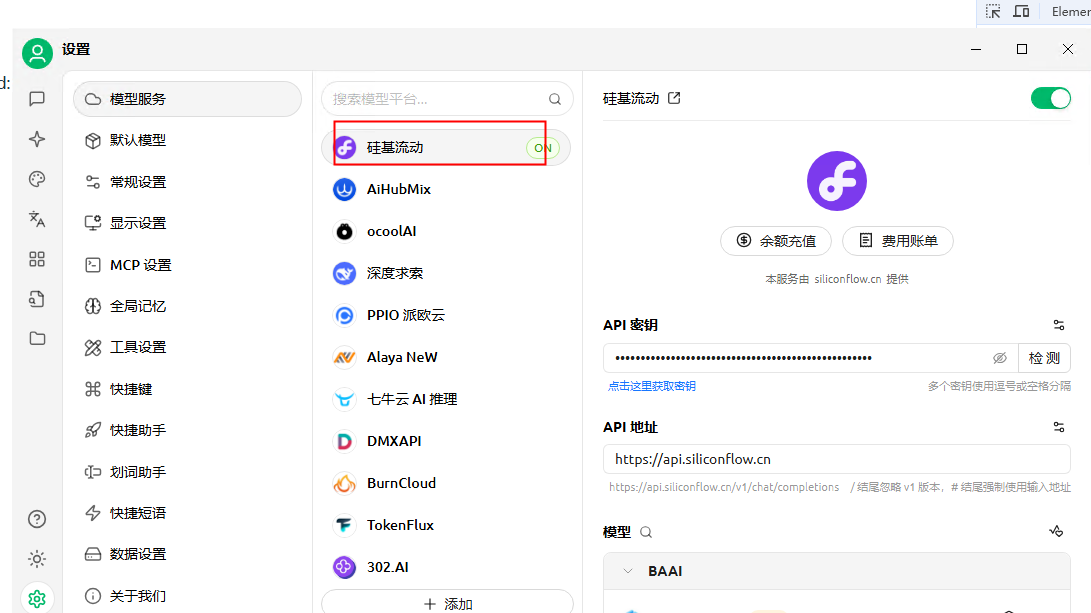 Elemen
设置
d:
模型服务
默认模型
常规设置
显示设置
MCP 设置
全局记忆
工具设置
快捷键
快捷助手
划词助手
快捷短语
数据设置
关于我们
搜索模型平台...
硅基流动 ON
AiHubMix
ocoolAI
深度求索
PPIO 派欧云
Alaya NeW
七牛云 AI 推理
DMXAPI
BurnCloud
TokenFlux
302.AI
添加
硅基流动
余额充值 费用账单
本服务由 siliconflow.cn 提供
API 密钥
•••••••••••••••••••••••••••••••••••••••••••••••••••
检 测
点击这里获取密钥 多个密钥使用逗号或空格分隔
API 地址
https://api.siliconflow.cn
https://api.siliconflow.cn/v1/chat/completions / 结尾忽略 v1 版本，# 结尾强制使用输入地址
模型
BAAI